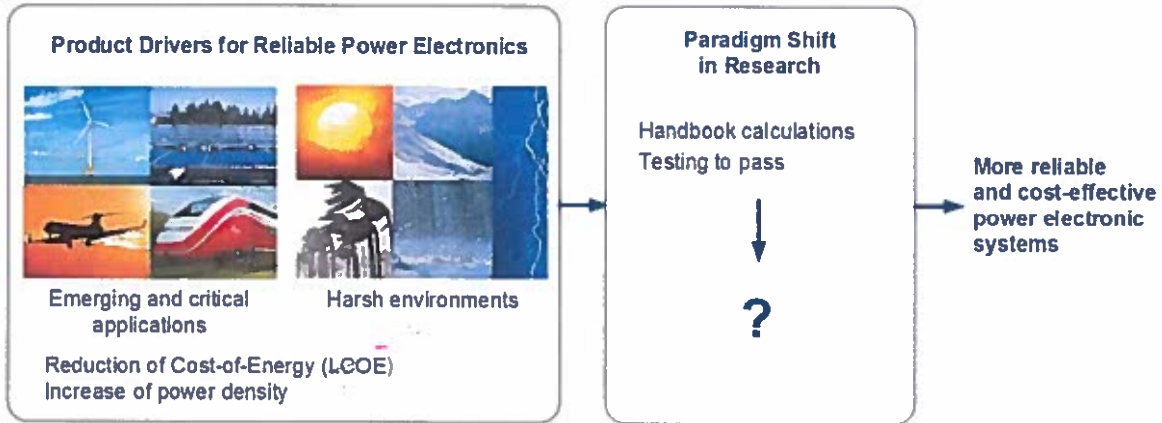 Product Drivers for Reliable Power Electronics
Emerging and critical
applications
Harsh environments
Reduction of Cost-of-Energy (LCOE)
Increase of power density
Paradigm Shift
in Research
Handbook calculations
Testing to pass
?
More reliable
and cost-effective
power electronic
systems